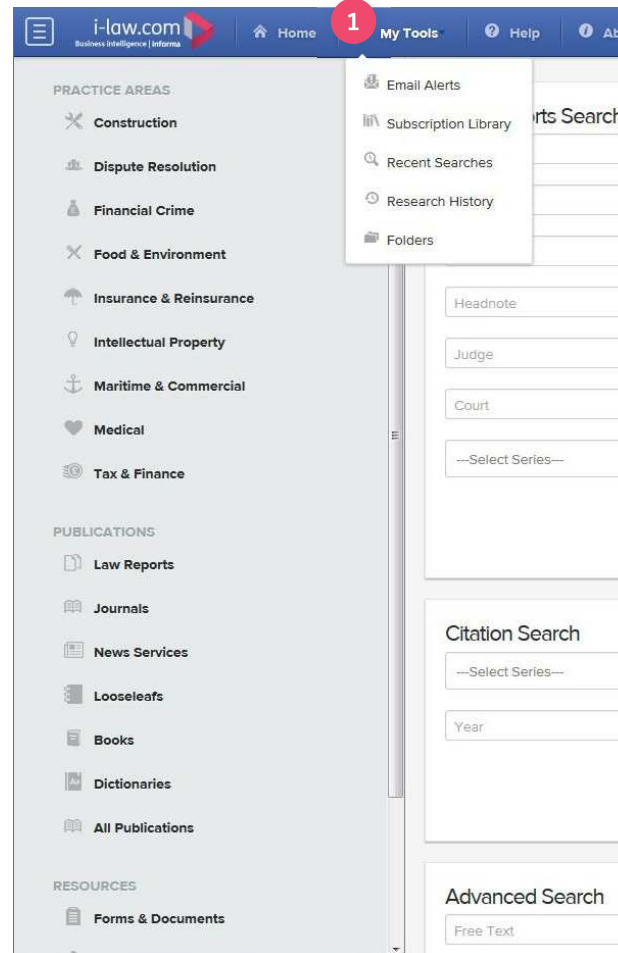 i-law.com
Business intelligence | informa
Home
1
My Tools
Help
Ab
Email Alerts
Subscription Library
Recent Searches
Research History
Folders
PRACTICE AREAS
Construction
Dispute Resolution
Financial Crime
Food & Environment
Insurance & Reinsurance
Intellectual Property
Maritime & Commercial
Medical
Tax & Finance
PUBLICATIONS
Law Reports
Journals
News Services
Looseleafs
Books
Dictionaries
All Publications
RESOURCES
Forms & Documents
rts Search
Headnote
Judge
Court
---Select Series---
Citation Search
---Select Series---
Year
Advanced Search
Free Text